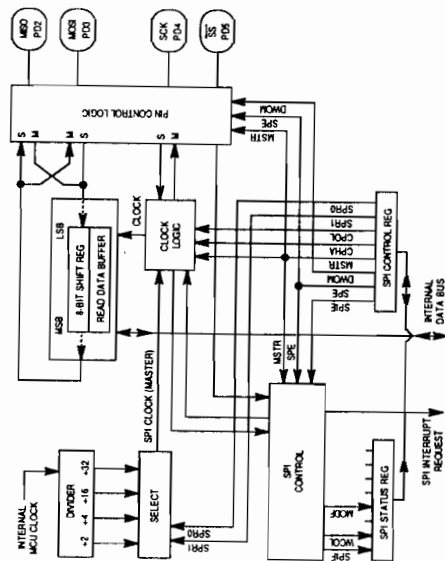 MISO
PD2
MOSI
PD3
SCK
PD4
SS
PD5
PIN CONTROL LOGIC
S
M
M
S
S
M
DWOM
SPE
MSTR
INTERNAL
MCU CLOCK
DIVIDER
÷2
÷4
÷16
÷32
SELECT
SPR0
SPR1
SPI CLOCK (MASTER)
MSB
LSB
8-BIT SHIFT REG
READ DATA BUFFER
CLOCK
CLOCK
LOGIC
MSTR
SPE
SPI
CONTROL
SPIE
SPE
DWOM
MSTR
CPHA
CPOL
SPR1
SPR0
SPI CONTROL REG
SPIF
WCOL
MODF
SPI STATUS REG
SPI INTERRUPT
REQUEST
INTERNAL
DATA BUS